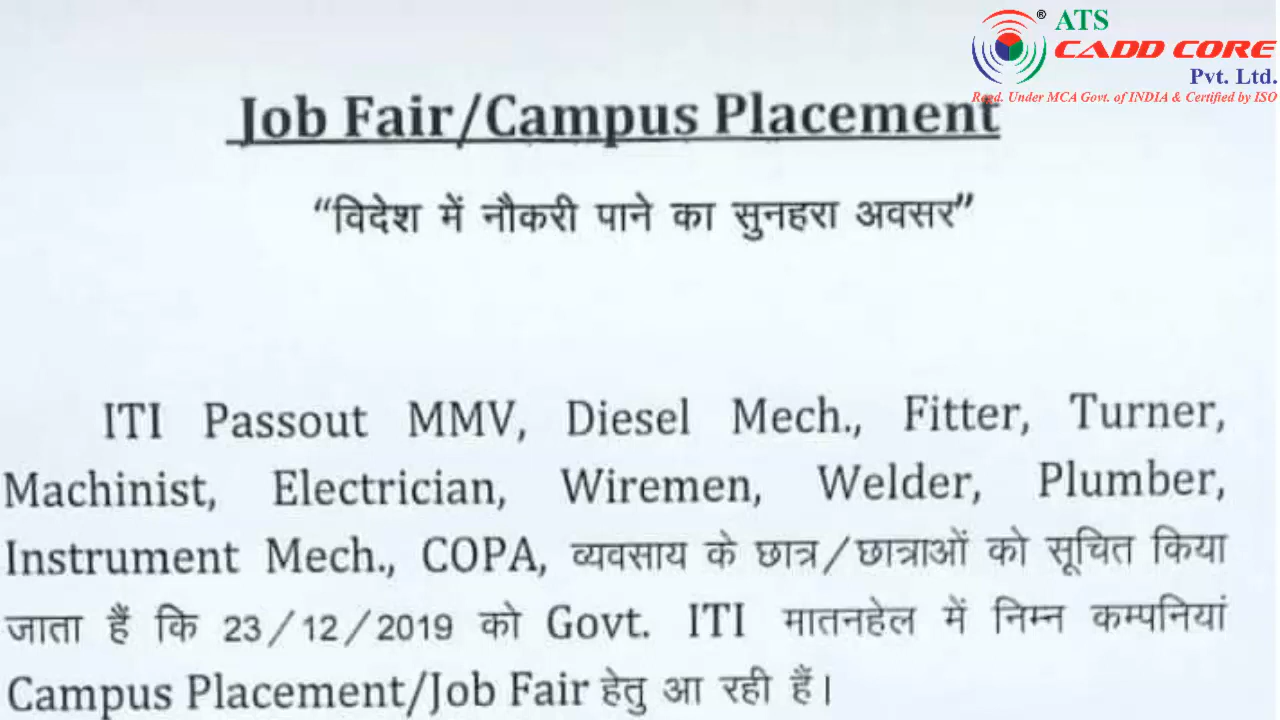 ® ATS
CADD CORE
Pvt. Ltd.
Regd. Under MCA Govt. of INDIA & Certified by ISO
Job Fair/Campus Placement
“विदेश में नौकरी पाने का सुनहरा अवसर”
ITI Passout MMV, Diesel Mech., Fitter, Turner,
Machinist, Electrician, Wiremen, Welder, Plumber,
Instrument Mech., COPA, व्यवसाय के छात्र/छात्राओं को सूचित किया
जाता हैं कि 23/12/2019 को Govt. ITI मातनहेल में निम्न कम्पनियां
Campus Placement/Job Fair हेतु आ रही हैं।